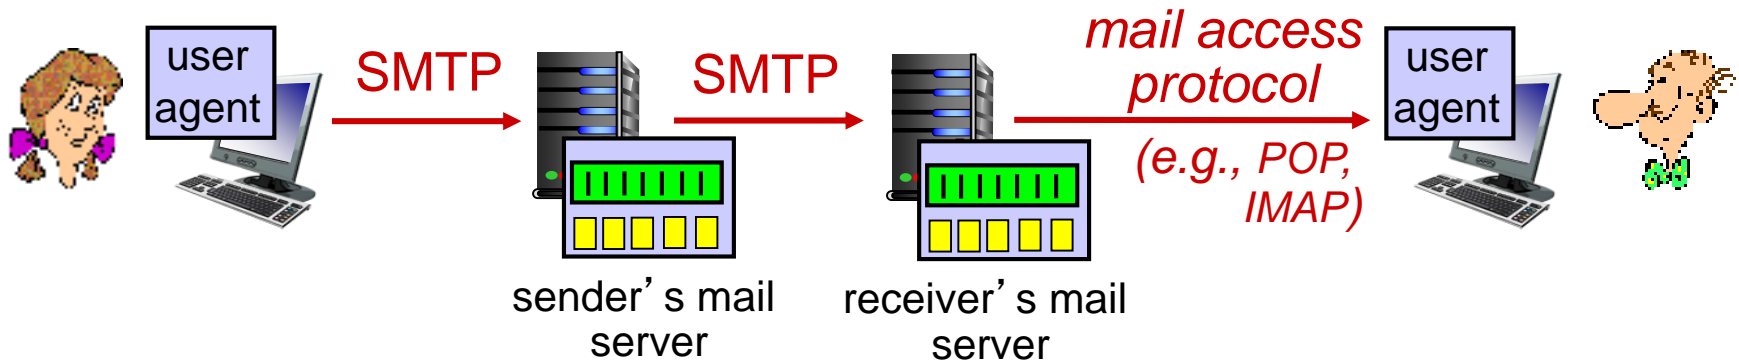 user
agent
SMTP
SMTP
mail access
protocol
(e.g., POP,
IMAP)
user
agent
sender’s mail
server
receiver’s mail
server